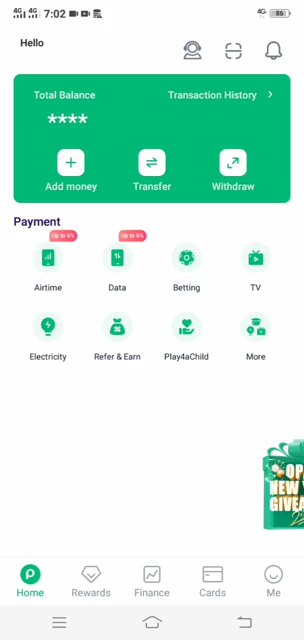 4G 4G 7:02 4G 86
Hello
Total Balance Transaction History >
****
Add money Transfer Withdraw
Payment
Up to 6% Up to 6%
Airtime Data Betting TV
Electricity Refer & Earn Play4aChild More
OP
NEW
GIVEA
Home Rewards Finance Cards Me